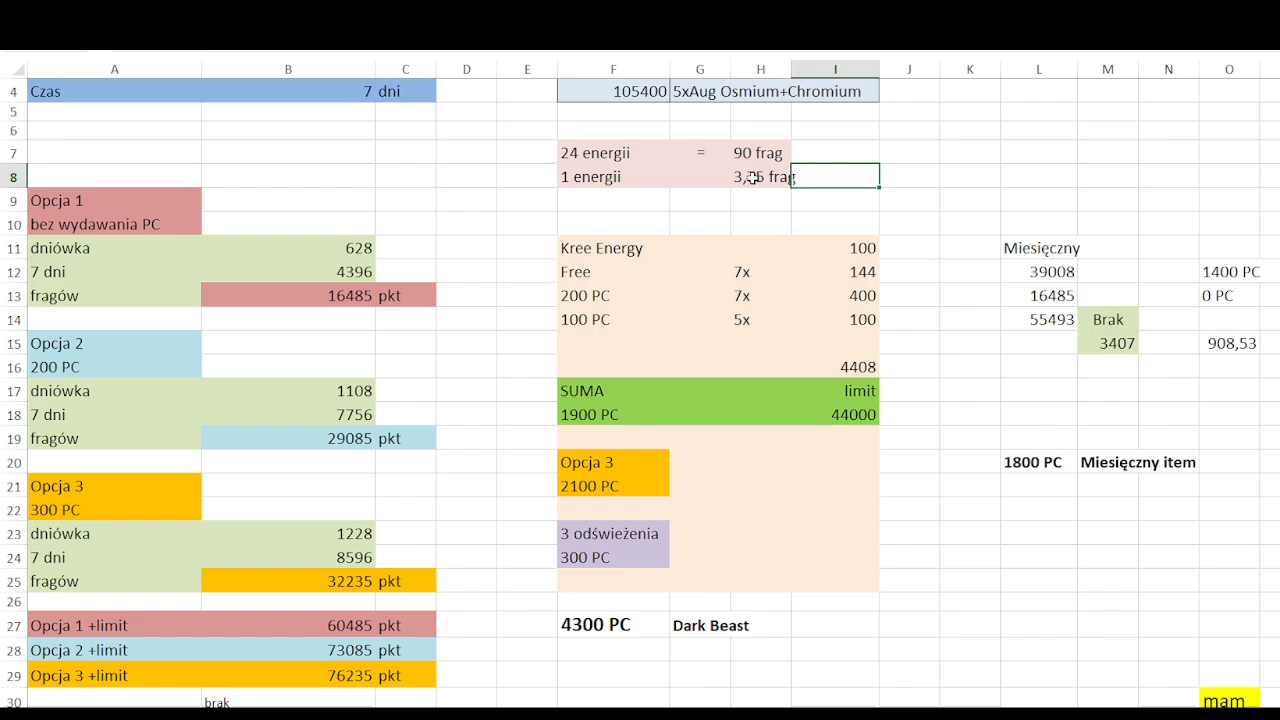 A B C D E F G H I J K L M N O
4 Czas 7 dni 105400 5xAug Osmium+Chromium
5
6
7 24 energii = 90 frag
8 1 energii frag
9 Opcja 1
10 bez wydawania PC
11 dniówka 628 Kree Energy 100 Miesięczny
12 7 dni 4396 Free 7x 144 39008 1400 PC
13 fragów 16485 pkt 200 PC 7x 400 16485 0 PC
14 100 PC 5x 100 55493 Brak
15 Opcja 2 3407 908,53
16 200 PC 4408
17 dniówka 1108 SUMA limit
18 7 dni 7756 1900 PC 44000
19 fragów 29085 pkt
20 Opcja 3 1800 PC Miesięczny item
21 Opcja 3 2100 PC
22 300 PC
23 dniówka 1228 3 odświeżenia
24 7 dni 8596 300 PC
25 fragów 32235 pkt
26
27 Opcja 1 +limit 60485 pkt 4300 PC Dark Beast
28 Opcja 2 +limit 73085 pkt
29 Opcja 3 +limit 76235 pkt
30 brak mam